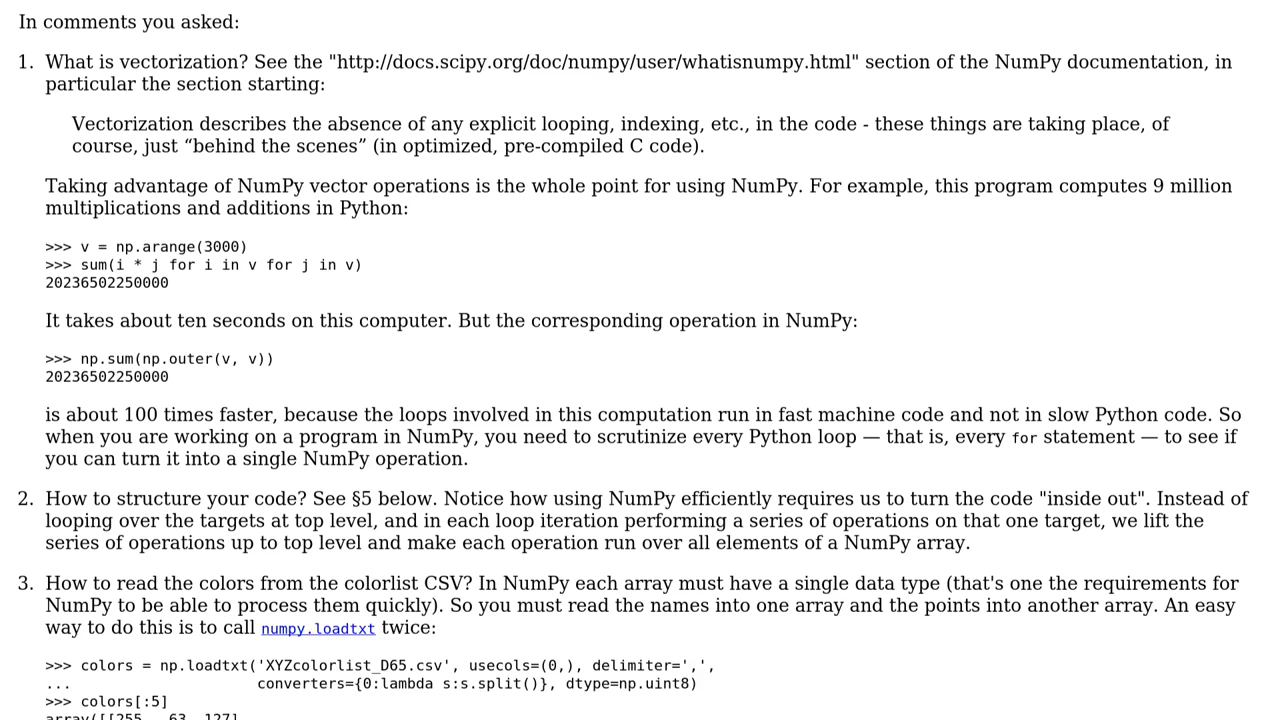 In comments you asked:
1. What is vectorization? See the "http://docs.scipy.org/doc/numpy/user/whatisnumpy.html" section of the NumPy documentation, in
particular the section starting:
Vectorization describes the absence of any explicit looping, indexing, etc., in the code - these things are taking place, of
course, just “behind the scenes” (in optimized, pre-compiled C code).
Taking advantage of NumPy vector operations is the whole point for using NumPy. For example, this program computes 9 million
multiplications and additions in Python:
>>> v = np.arange(3000)
>>> sum(i * j for i in v for j in v)
20236502250000
It takes about ten seconds on this computer. But the corresponding operation in NumPy:
>>> np.sum(np.outer(v, v))
20236502250000
is about 100 times faster, because the loops involved in this computation run in fast machine code and not in slow Python code. So
when you are working on a program in NumPy, you need to scrutinize every Python loop — that is, every for statement — to see if
you can turn it into a single NumPy operation.
2. How to structure your code? See §5 below. Notice how using NumPy efficiently requires us to turn the code "inside out". Instead of
looping over the targets at top level, and in each loop iteration performing a series of operations on that one target, we lift the
series of operations up to top level and make each operation run over all elements of a NumPy array.
3. How to read the colors from the colorlist CSV? In NumPy each array must have a single data type (that's one the requirements for
NumPy to be able to process them quickly). So you must read the names into one array and the points into another array. An easy
way to do this is to call numpy.loadtxt twice:
>>> colors = np.loadtxt('XYZcolorlist_D65.csv', usecols=(0,), delimiter=',',
... converters={0:lambda s:s.split()}, dtype=np.uint8)
>>> colors[:5]
array([[255, 63, 127],